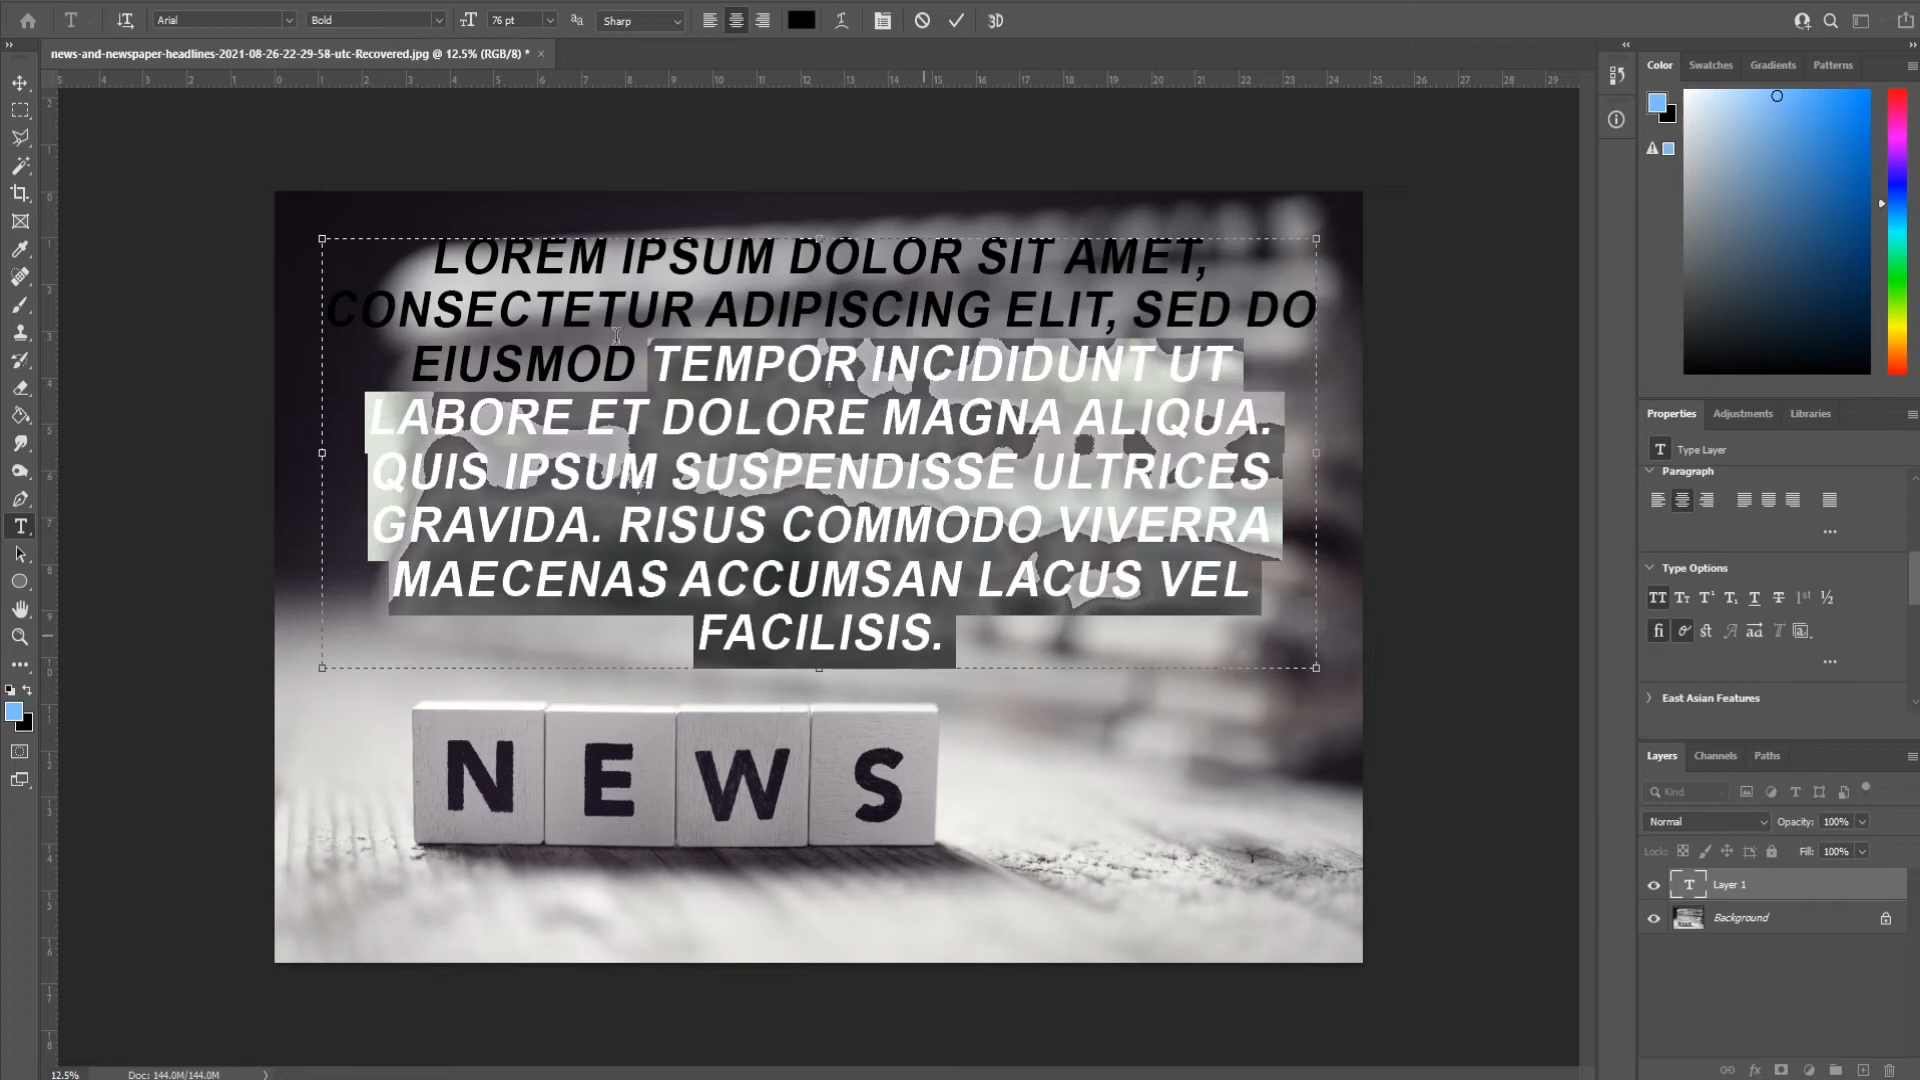 Arial
Bold
76 pt
Sharp
3D
news-and-newspaper-headlines-2021-08-26-22-29-58-utc-Recovered.jpg @ 12.5% (RGB/8) *
LOREM IPSUM DOLOR SIT AMET,
CONSECTETUR ADIPISCING ELIT, SED DO
EIUSMOD TEMPOR INCIDIDUNT UT
LABORE ET DOLORE MAGNA ALIQUA.
QUIS IPSUM SUSPENDISSE ULTRICES
GRAVIDA. RISUS COMMODO VIVERRA
MAECENAS ACCUMSAN LACUS VEL
FACILISIS.
NEWS
Color Swatches Gradients Patterns
Properties Adjustments Libraries
Type Layer
Paragraph
Type Options
East Asian Features
Layers Channels Paths
Kind
Normal Opacity: 100%
Lock: Fill: 100%
Layer 1
Background
12.5% Doc: 144.0M/144.0M